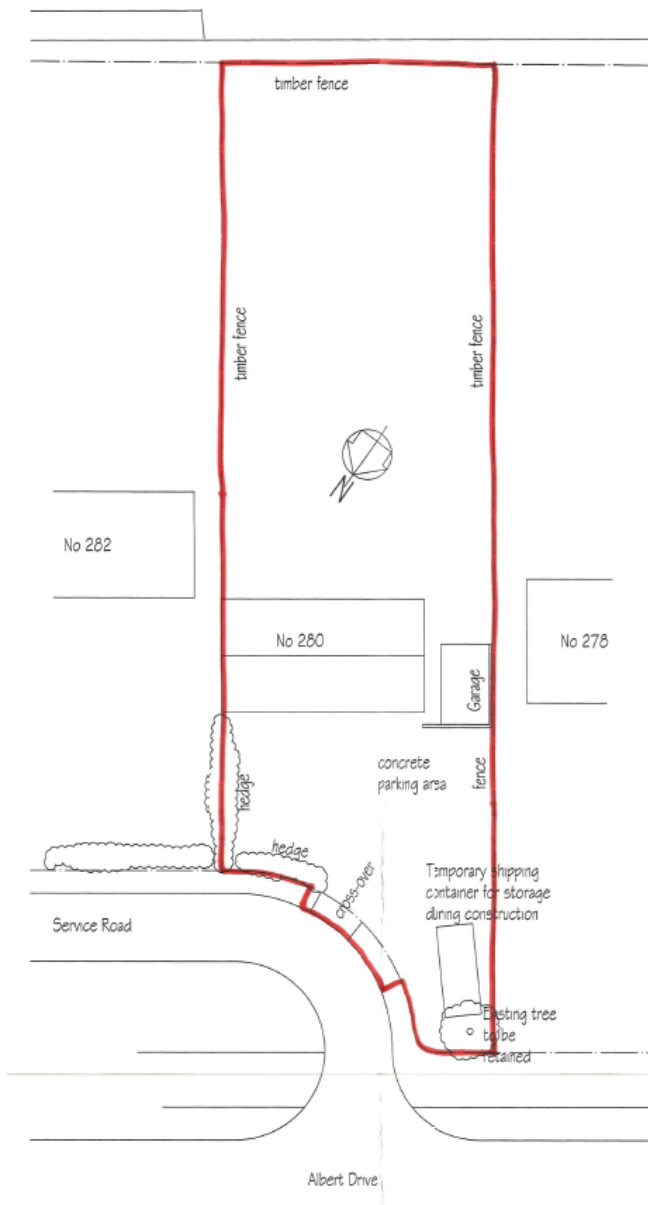 timber fence
timber fence
timber fence
N
No 282
No 280
No 278
Garage
concrete
parking area
fence
hedge
hedge
cross-over
Temporary shipping
container for storage
during construction
Service Road
Existing tree
to be
retained
Albert Drive